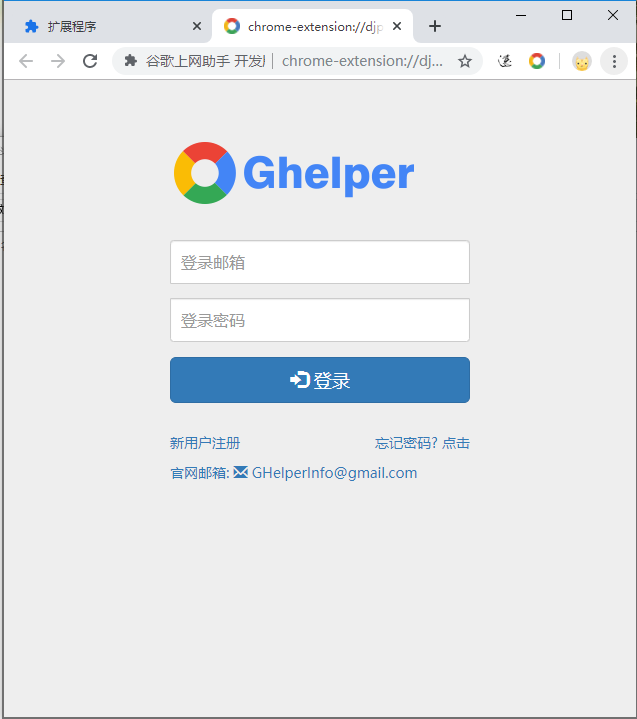 扩展程序
chrome-extension://djp
谷歌上网助手 开发 | chrome-extension://dj...
Ghelper
登录邮箱
登录密码
登录
新用户注册 忘记密码? 点击
官网邮箱: GHelperInfo@gmail.com